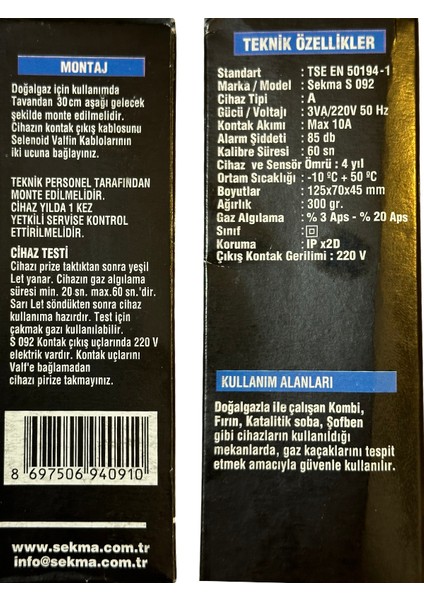 MONTAJ
Doğalgaz için kullanımda
Tavandan 30cm aşağı gelecek
şekilde monte edilmelidir.
Cihazın kontak çıkış kablosunu
Selenoid Valfin Kablolarının
iki ucuna bağlayınız.
TEKNİK PERSONEL TARAFINDAN
MONTE EDİLMELİDİR.
CİHAZ YILDA 1 KEZ
YETKİLİ SERVİSE KONTROL
ETTİRİLMELİDİR.
CİHAZ TESTİ
Cihazı prize taktıktan sonra yeşil
Let yanar. Cihazın gaz algılama
süresi min. 20 sn. max.60 sn.'dir.
Sarı Let söndükten sonra cihaz
kullanıma hazırdır. Test için
çakmak gazı kullanılabilir.
S 092 Kontak çıkış uçlarında 220 V
elektrik vardır. Kontak uçlarını
Valf'e bağlamadan
cihazı pirize takmayınız.
8 697506 940910
www.sekma.com.tr
info@sekma.com.tr
TEKNİK ÖZELLİKLER
Standart : TSE EN 50194-1
Marka / Model : Sekma S 092
Cihaz Tipi : A
Gücü / Voltajı : 3VA/220V 50 Hz
Kontak Akımı : Max 10A
Alarm Şiddeti : 85 db
Kalibre Süresi : 60 sn
Cihaz ve Sensör Ömrü : 4 yıl
Ortam Sıcaklığı : -10 ºC + 50 ºC
Boyutlar : 125x70x45 mm
Ağırlık : 300 gr.
Gaz Algılama : % 3 Aps - % 20 Aps
Sınıf :
Koruma : IP x2D
Çıkış Kontak Gerilimi : 220 V
KULLANIM ALANLARI
Doğalgazla ile çalışan Kombi,
Fırın, Katalitik soba, Şofben
gibi cihazların kullanıldığı
mekanlarda, gaz kaçaklarını tespit
etmek amacıyla güvenle kullanılır.